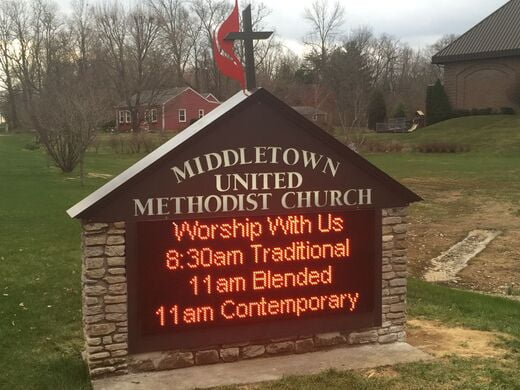 MIDDLETOWN
UNITED
METHODIST CHURCH
Worship With Us
8:30am Traditional
11am Blended
11am Contemporary